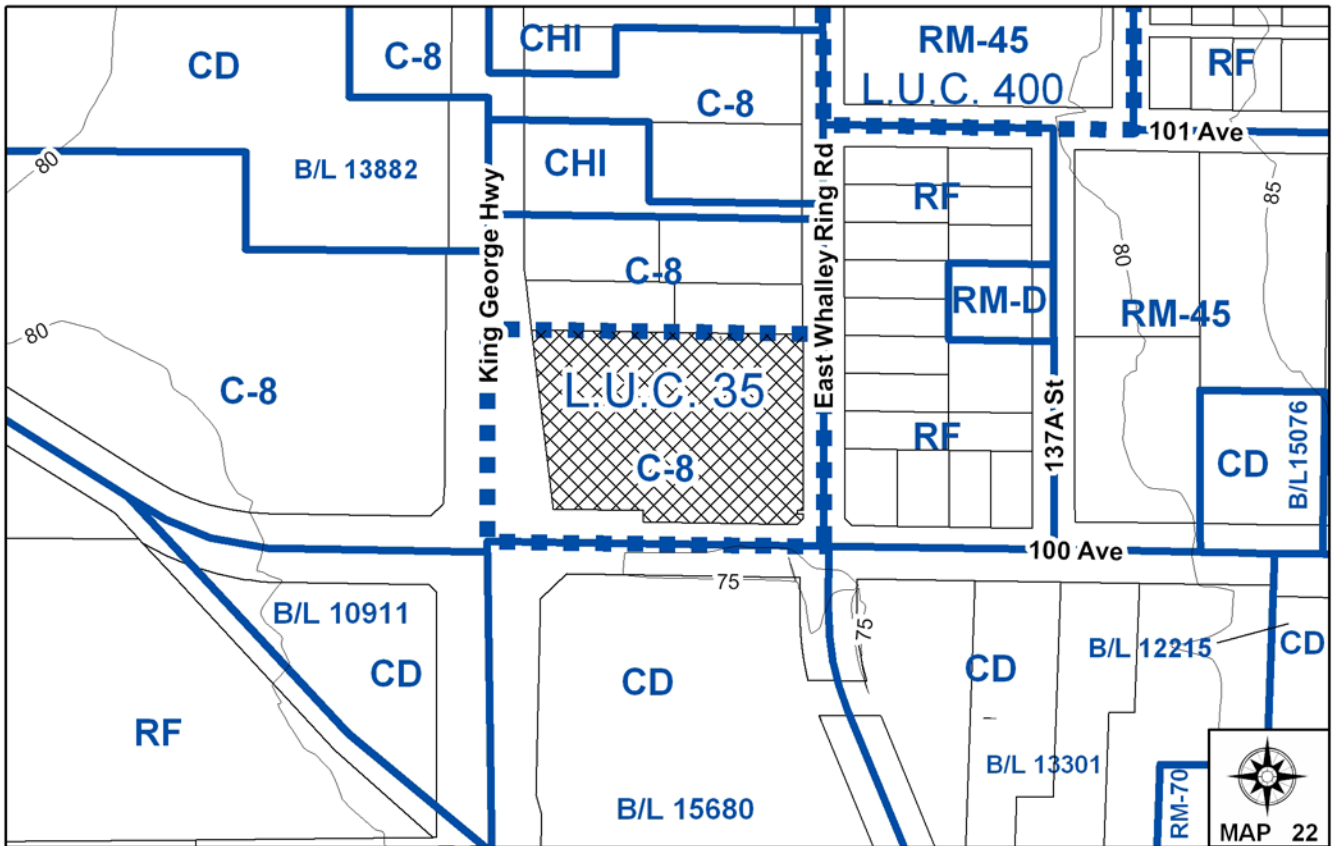 CHI
RM-45
CD
C-8
RF
L.U.C. 400
C-8
101 Ave
80
B/L 13882
CHI
85
RF
King George Hwy
East Whalley Ring Rd
80
C-8
RM-D
RM-45
80
C-8
L.U.C. 35
137A St
B/L15076
RF
C-8
CD
100 Ave
75
B/L 10911
75
CD
B/L 12215
CD
CD
CD
RF
B/L 13301
B/L 15680
RM-70
MAP 22